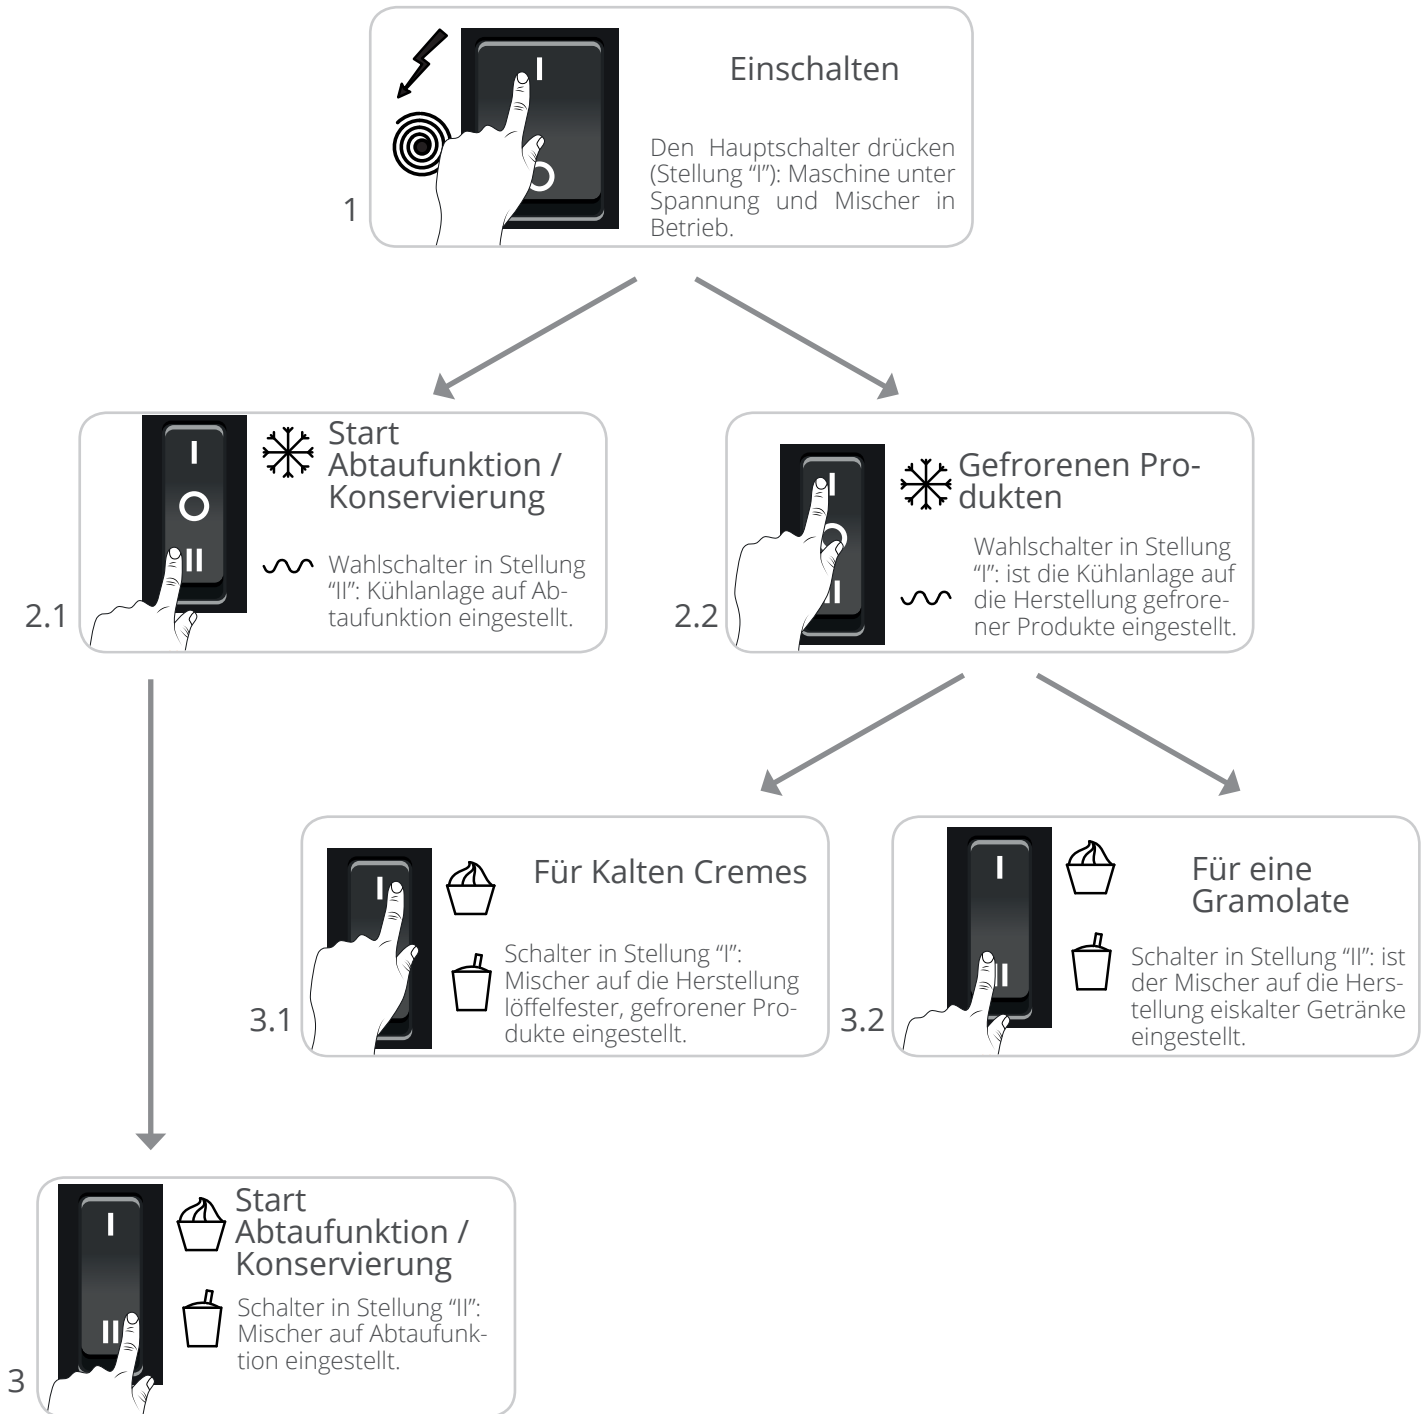 Einschalten
Den Hauptschalter drücken
(Stellung “I”): Maschine unter
Spannung und Mischer in
Betrieb.
1
I
O
Start
Abtaufunktion /
Konservierung
Wahlschalter in Stellung
“II”: Kühlanlage auf Ab-
taufunktion eingestellt.
2.1
I
O
II
Gefrorenen Pro-
dukten
Wahlschalter in Stellung
“I”: ist die Kühlanlage auf
die Herstellung gefrore-
ner Produkte eingestellt.
2.2
I
O
II
Für Kalten Cremes
Schalter in Stellung “I”:
Mischer auf die Herstellung
löffelfester, gefrorener Pro-
dukte eingestellt.
3.1
I
Für eine
Gramolate
Schalter in Stellung “II”: ist
der Mischer auf die Hers-
tellung eiskalter Getränke
eingestellt.
3.2
I
II
Start
Abtaufunktion /
Konservierung
Schalter in Stellung “II”:
Mischer auf Abtaufunk-
tion eingestellt.
3
I
II